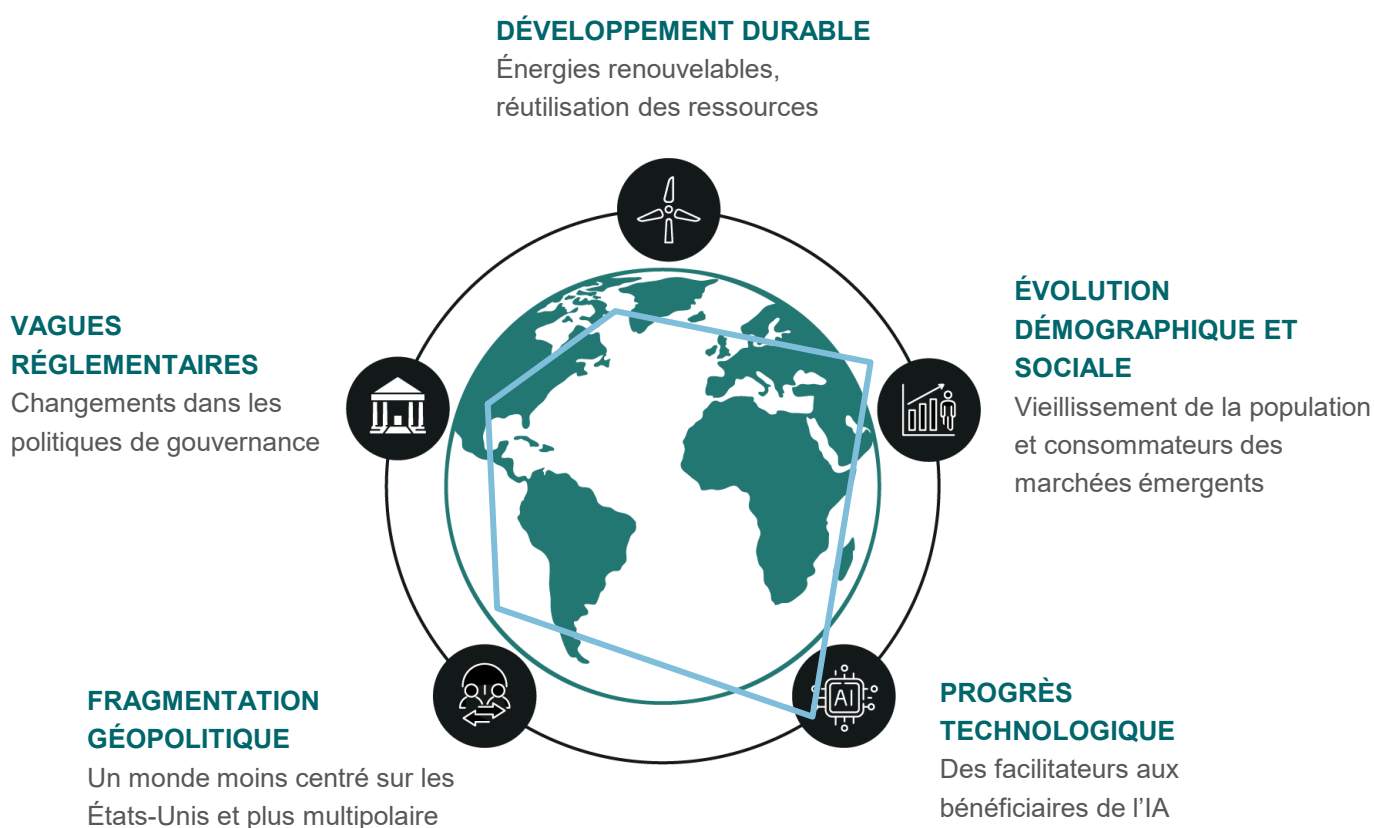 DÉVELOPPEMENT DURABLE
Énergies renouvelables,
réutilisation des ressources
VAGUES
RÉGLEMENTAIRES
Changements dans les
politiques de gouvernance
ÉVOLUTION
DÉMOGRAPHIQUE ET
SOCIALE
Vieillissement de la population
et consommateurs des
marchées émergents
FRAGMENTATION
GÉOPOLITIQUE
Un monde moins centré sur les
États-Unis et plus multipolaire
AI
PROGRÈS
TECHNOLOGIQUE
Des facilitateurs aux
bénéficiaires de l’IA